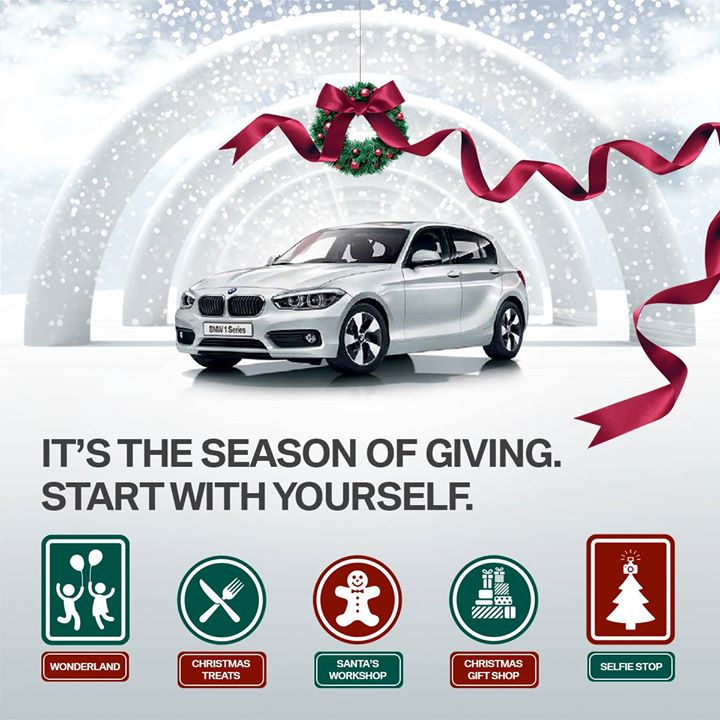 BMW 1 Series
IT'S THE SEASON OF GIVING.
START WITH YOURSELF.
WONDERLAND
CHRISTMAS
TREATS
SANTA'S
WORKSHOP
CHRISTMAS
GIFT SHOP
SELFIE STOP